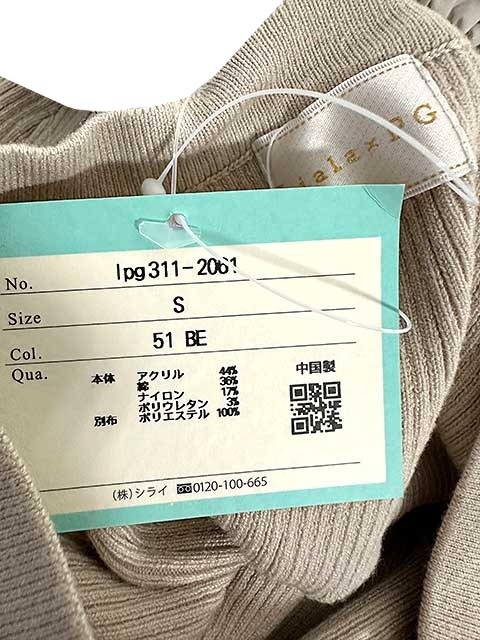 iala×PG
No. lpg311-2061
Size S
Col. 51 BE
Qua.
本体 アクリル 44%
綿 36%
ナイロン 17%
ポリウレタン 3%
別布 ポリエステル 100%
中国製
(株)シライ 0120-100-665